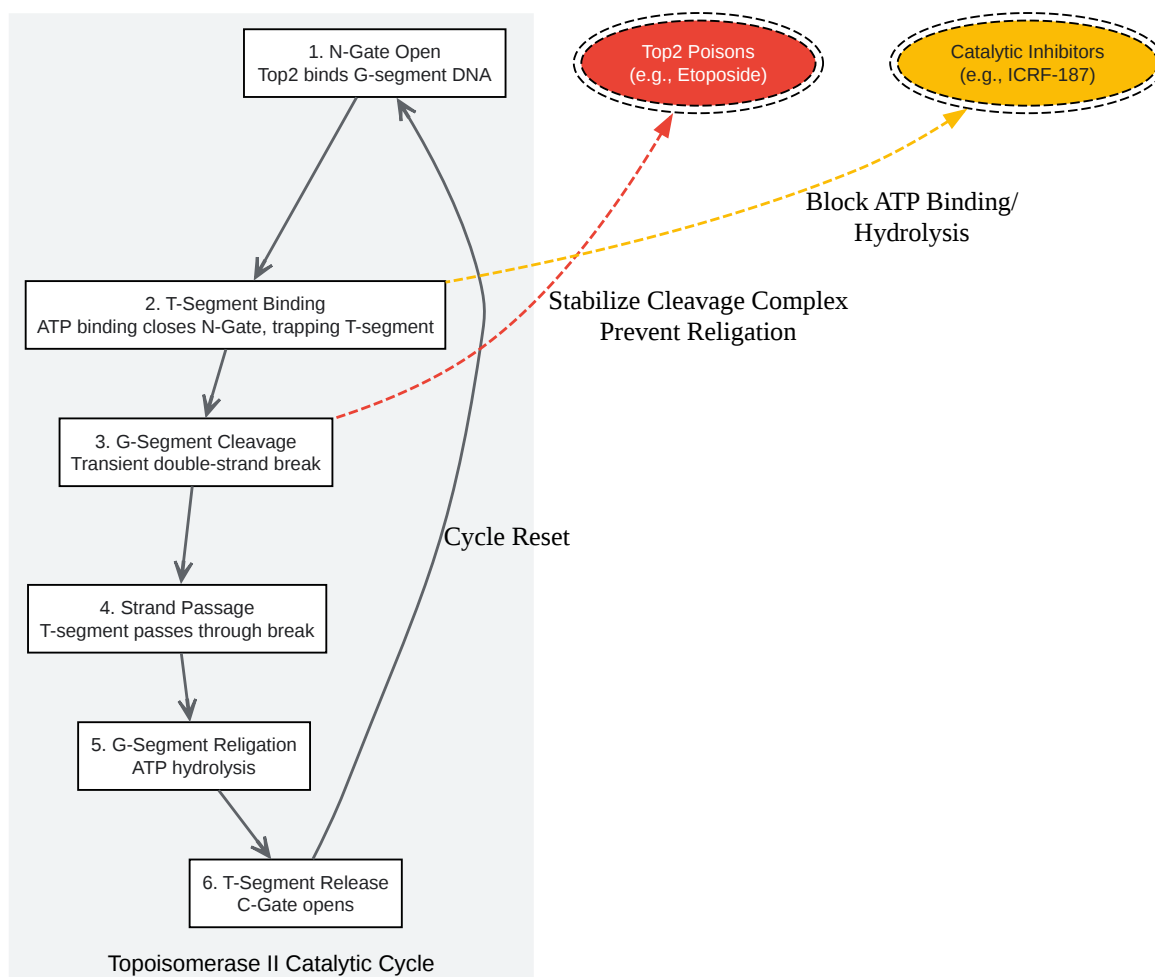 1. N-Gate Open
Top2 binds G-segment DNA
Top2 Poisons
(e.g., Etoposide)
Catalytic Inhibitors
(e.g., ICRF-187)
Block ATP Binding/
Hydrolysis
2. T-Segment Binding
ATP binding closes N-Gate, trapping T-segment
Stabilize Cleavage Complex
Prevent Religation
3. G-Segment Cleavage
Transient double-strand break
Cycle Reset
4. Strand Passage
T-segment passes through break
5. G-Segment Religation
ATP hydrolysis
6. T-Segment Release
C-Gate opens
Topoisomerase II Catalytic Cycle